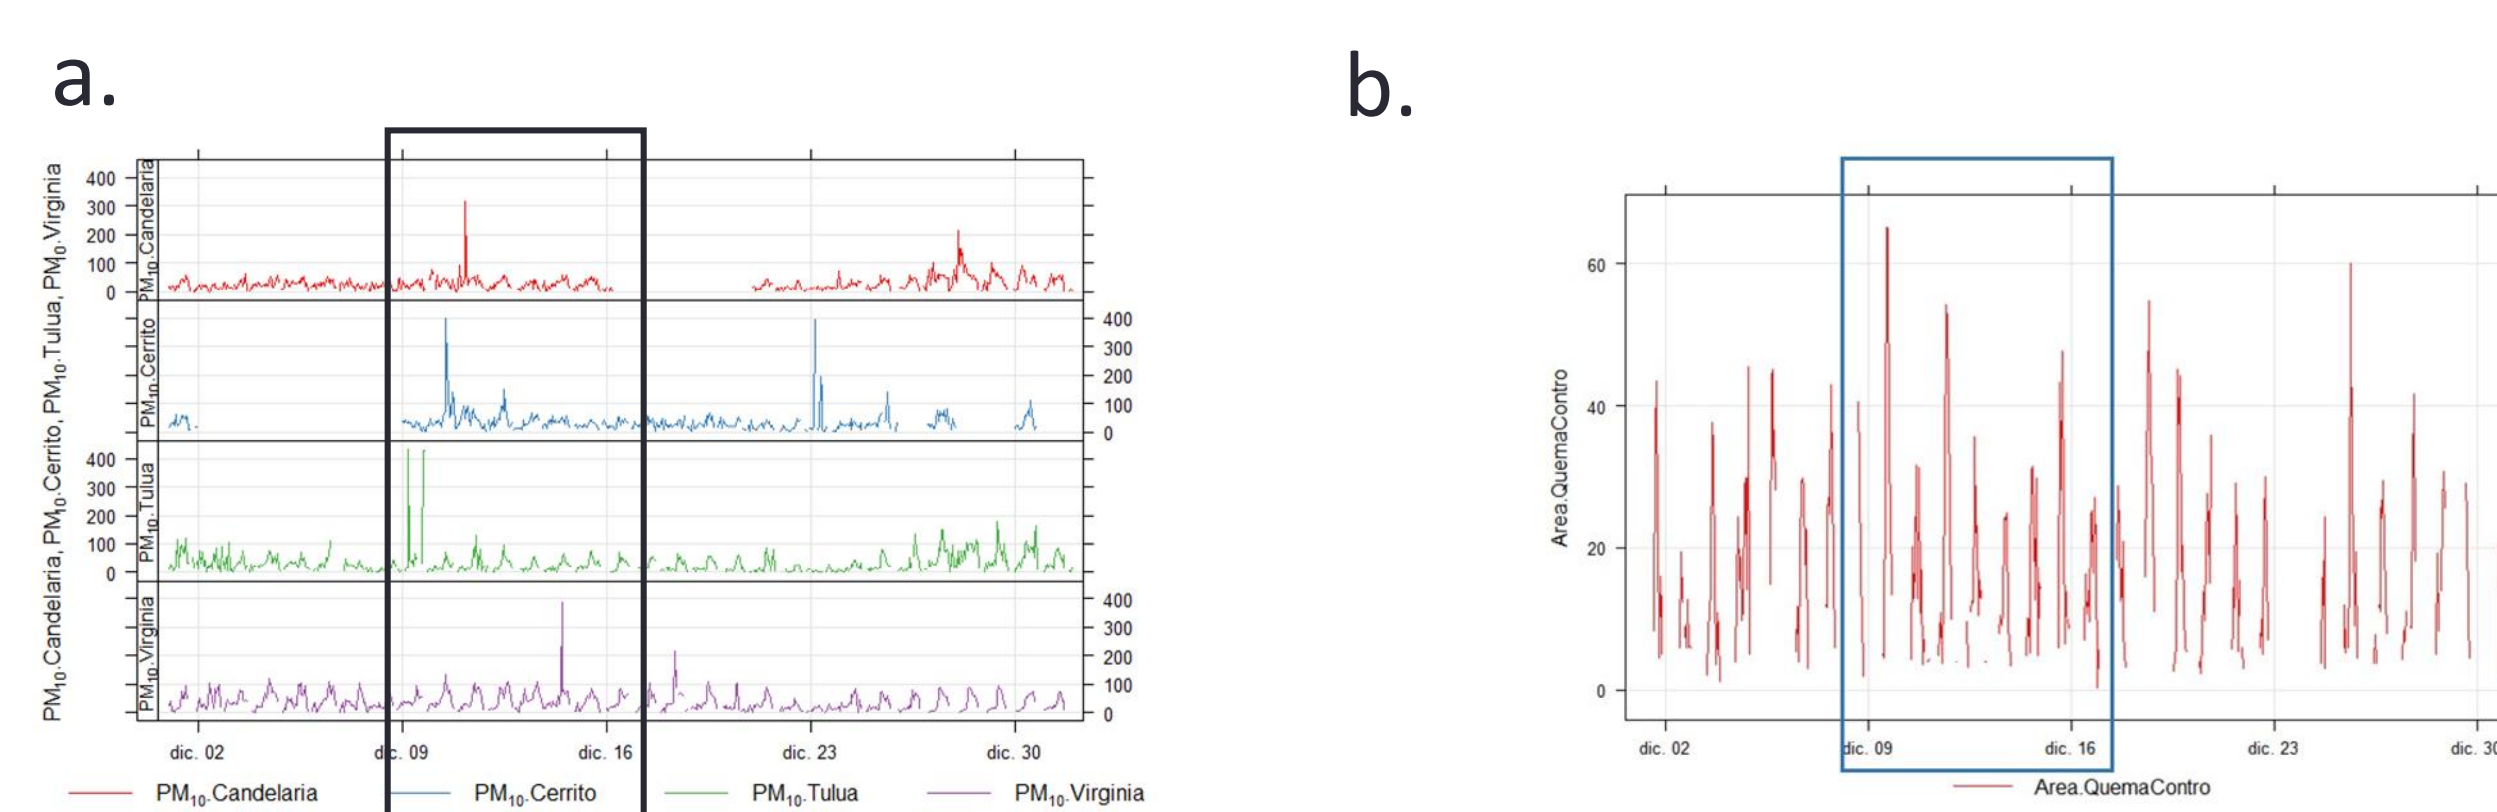 a.
b.
PM10.Candelaria, PM10.Cerrito, PM10.Tulua, PM0.Virginia
PM10.Candelaria
400
300
200
100
0
PM10.Cerrito
400
300
200
100
0
PM10.Tulua
400
300
200
100
0
PM10.Virginia
400
300
200
100
0
dic. 02 dic. 09 dic. 16 dic. 23 dic. 30
PM10.Candelaria PM10.Cerrito PM10.Tulua PM10.Virginia
Area.QuemaContro
60
40
20
0
dic. 02 dic. 09 dic. 16 dic. 23 dic. 30
Area.QuemaContro